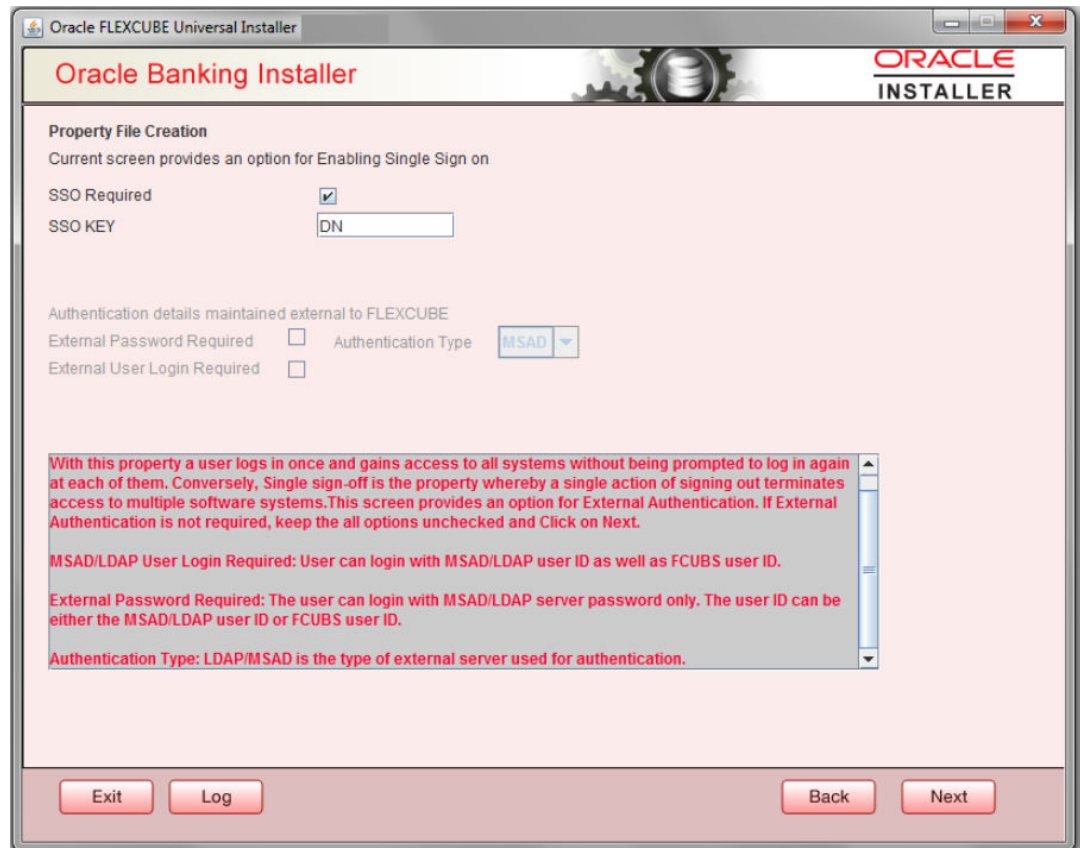 Oracle FLEXCUBE Universal Installer
Oracle Banking Installer
ORACLE
INSTALLER
Property File Creation
Current screen provides an option for Enabling Single Sign on
SSO Required
SSO KEY DN
Authentication details maintained external to FLEXCUBE
External Password Required Authentication Type MSAD
External User Login Required
With this property a user logs in once and gains access to all systems without being prompted to log in again
at each of them. Conversely, Single sign-off is the property whereby a single action of signing out terminates
access to multiple software systems.This screen provides an option for External Authentication. If External
Authentication is not required, keep the all options unchecked and Click on Next.
MSAD/LDAP User Login Required: User can login with MSAD/LDAP user ID as well as FCUBS user ID.
External Password Required: The user can login with MSAD/LDAP server password only. The user ID can be
either the MSAD/LDAP user ID or FCUBS user ID.
Authentication Type: LDAP/MSAD is the type of external server used for authentication.
Exit Log Back Next